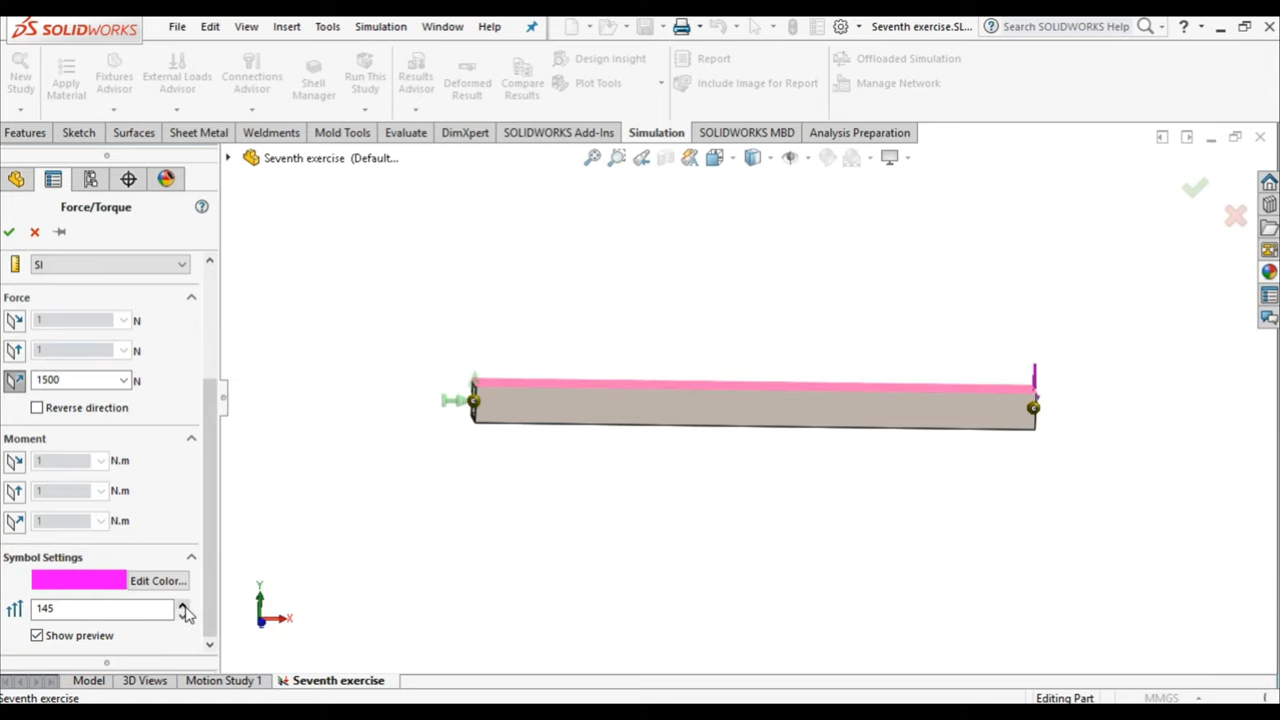 DS SOLIDWORKS File Edit View Insert Tools Simulation Window Help Seventh exercise.SL... Search SOLIDWORKS Help ?
New Study
Apply Material
Fixtures Advisor
External Loads Advisor
Connections Advisor
Shell Manager
Run This Study
Results Advisor
Deformed Result
Compare Results
Design Insight
Plot Tools
Report
Include Image for Report
Offloaded Simulation
Manage Network
Features Sketch Surfaces Sheet Metal Weldments Mold Tools Evaluate DimXpert SOLIDWORKS Add-Ins Simulation SOLIDWORKS MBD Analysis Preparation
Seventh exercise (Default...
Force/Torque ?
SI
Force
1 N
1 N
1500 N
Reverse direction
Moment
1 N.m
1 N.m
1 N.m
Symbol Settings
Edit Color...
145
Show preview
Y
X
Model 3D Views Motion Study 1 Seventh exercise
Seventh exercise Editing Part MMGS